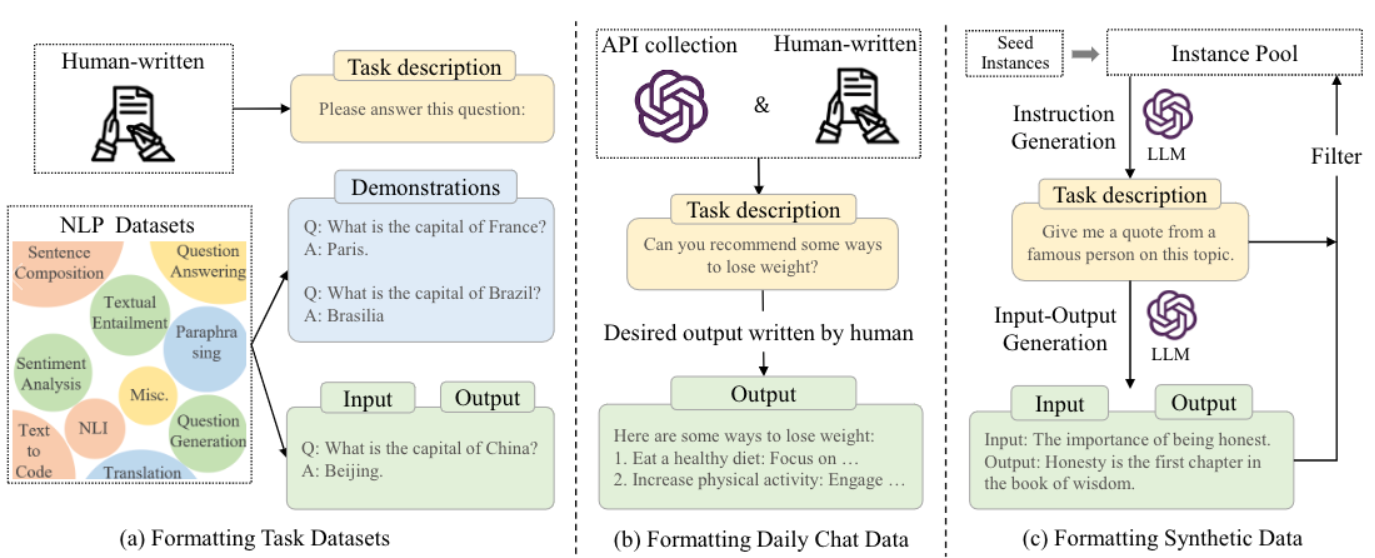 Human-written
Task description
Please answer this question:
NLP Datasets
Sentence
Composition
Question
Answering
Textual
Entailment
Paraphra
sing
Sentiment
Analysis
Misc.
NLI
Question
Generation
Text
to
Code
Translation
Demonstrations
Q: What is the capital of France?
A: Paris.
Q: What is the capital of Brazil?
A: Brasilia
Input
Output
Q: What is the capital of China?
A: Beijing.
(a) Formatting Task Datasets
API collection
&
Human-written
Task description
Can you recommend some ways
to lose weight?
Desired output written by human
Output
Here are some ways to lose weight:
1. Eat a healthy diet: Focus on …
2. Increase physical activity: Engage …
(b) Formatting Daily Chat Data
Seed
Instances
Instance Pool
Instruction
Generation
LLM
Filter
Task description
Give me a quote from a
famous person on this topic.
Input-Output
Generation
LLM
Input
Output
Input: The importance of being honest.
Output: Honesty is the first chapter in
the book of wisdom.
(c) Formatting Synthetic Data